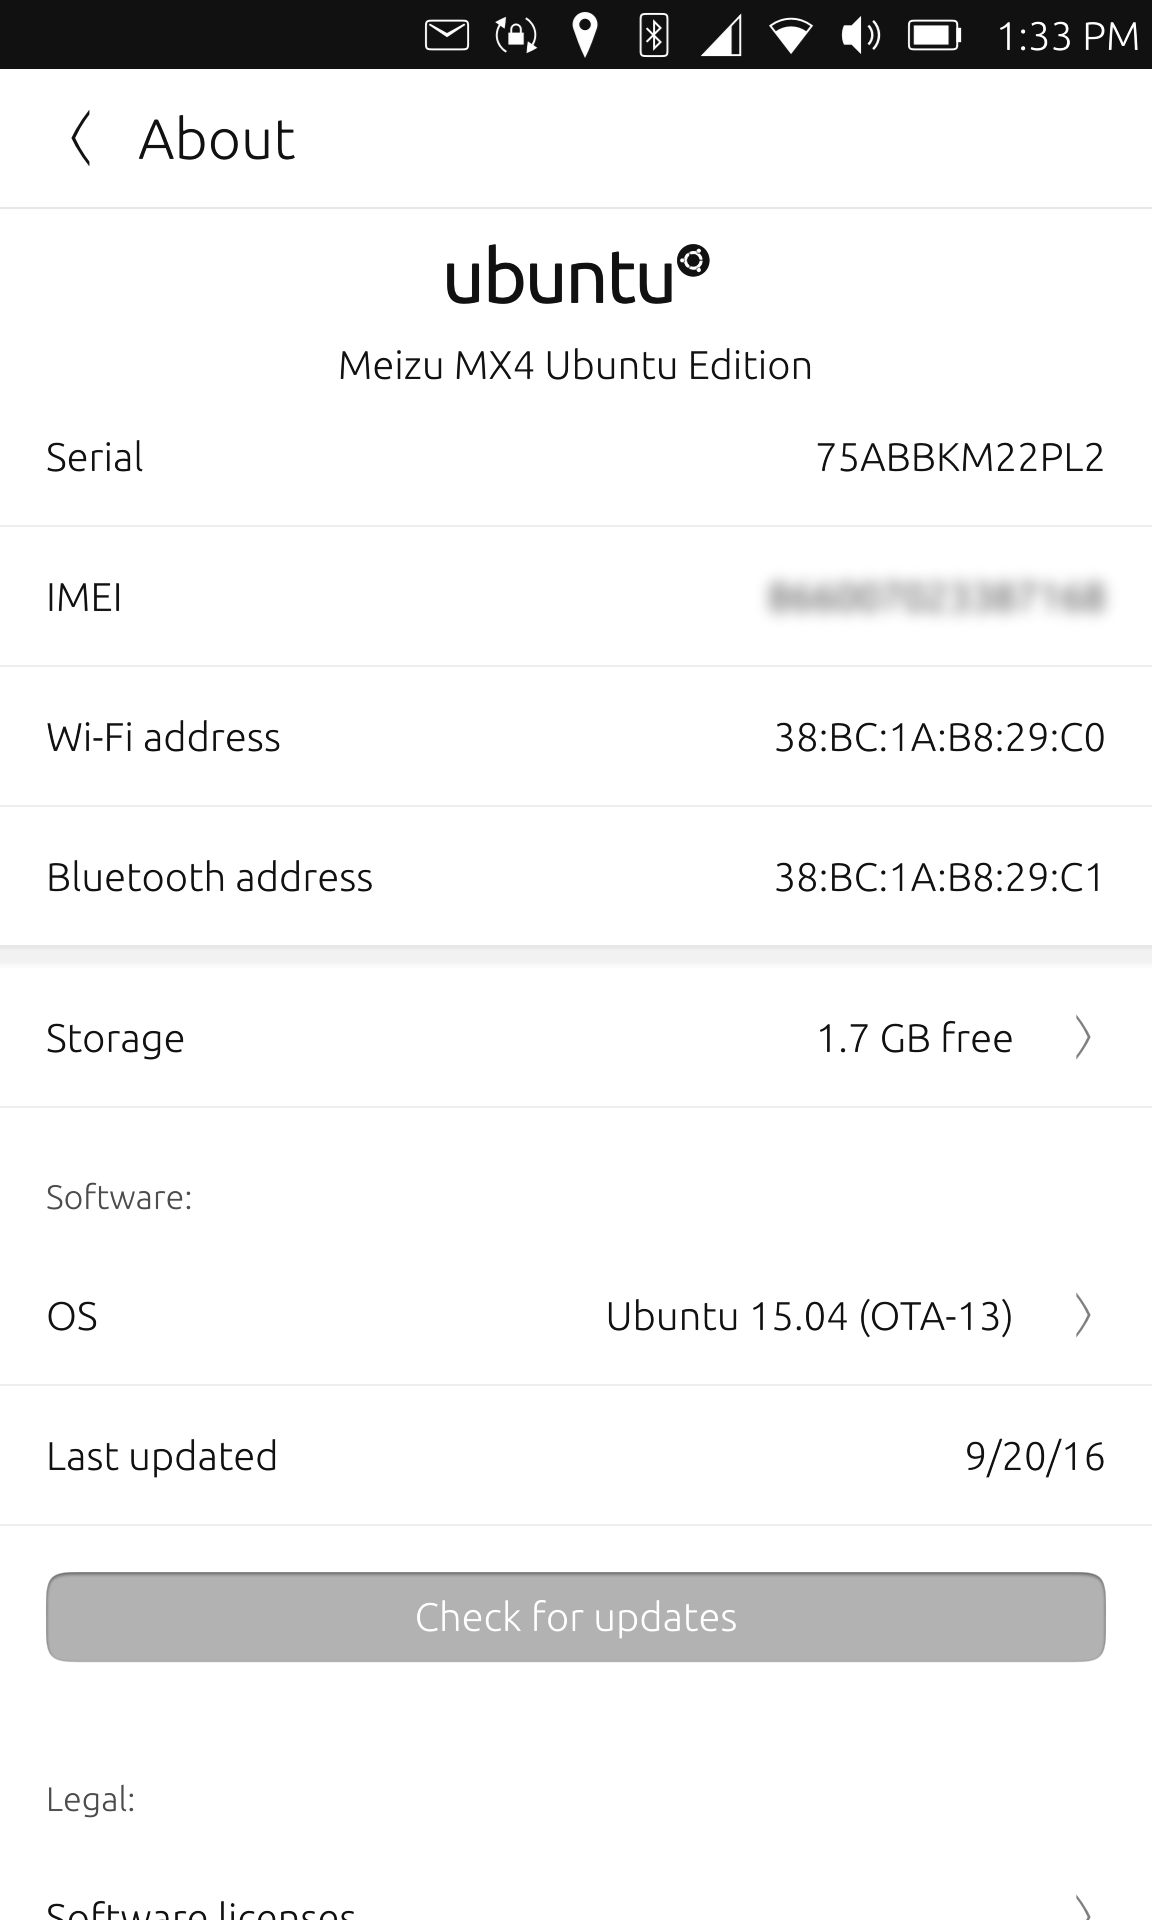 1:33 PM
About
ubuntu
Meizu MX4 Ubuntu Edition
Serial 75ABBKM22PL2
IMEI
Wi-Fi address 38:BC:1A:B8:29:C0
Bluetooth address 38:BC:1A:B8:29:C1
Storage 1.7 GB free
Software:
OS Ubuntu 15.04 (OTA-13)
Last updated 9/20/16
Check for updates
Legal:
Software licenses